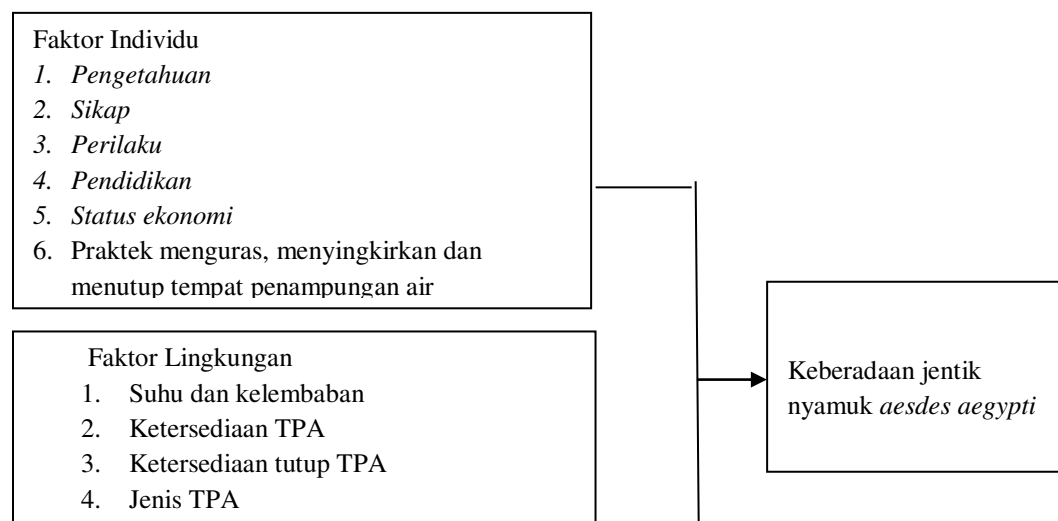 Faktor Individu
1. Pengetahuan
2. Sikap
3. Perilaku
4. Pendidikan
5. Status ekonomi
6. Praktek menguras, menyingkirkan dan
menutup tempat penampungan air
Faktor Lingkungan
1. Suhu dan kelembaban
2. Ketersediaan TPA
3. Ketersediaan tutup TPA
4. Jenis TPA
Keberadaan jentik
nyamuk aesdes aegypti